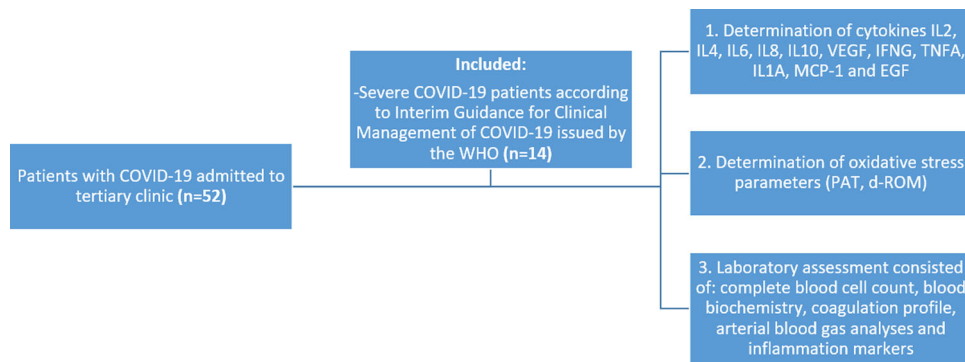 Patients with COVID-19 admitted to
tertiary clinic (n=52)
Included:
-Severe COVID-19 patients according
to Interim Guidance for Clinical
Management of COVID-19 issued by
the WHO (n=14)
1. Determination of cytokines IL2,
IL4, IL6, IL8, IL10, VEGF, IFNG, TNFA,
IL1A, MCP-1 and EGF
2. Determination of oxidative stress
parameters (PAT, d-ROM)
3. Laboratory assessment consisted
of: complete blood cell count, blood
biochemistry, coagulation profile,
arterial blood gas analyses and
inflammation markers